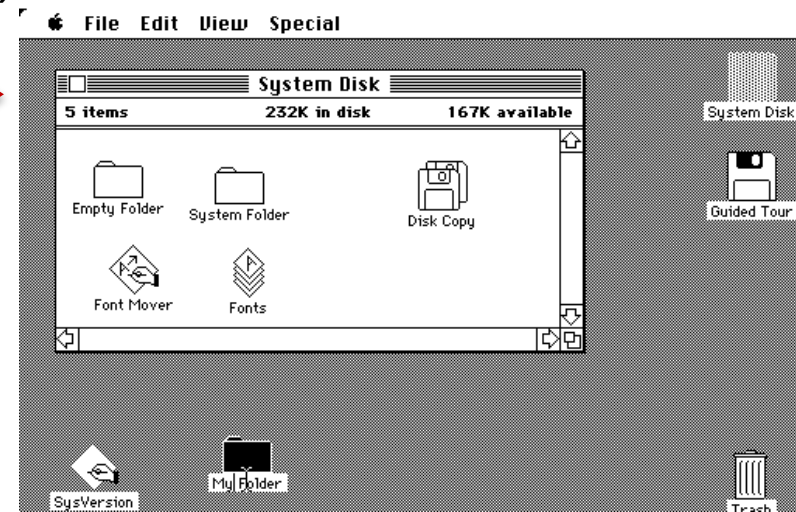 File Edit View Special
System Disk
5 items 232K in disk 167K available
System Disk
Empty Folder System Folder Disk Copy
Guided Tour
Font Mover Fonts
My Folder
SysVersion
Trash